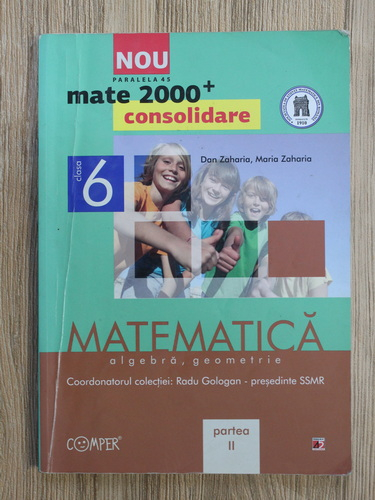 NOU
PARALELA 45
mate 2000+
consolidare
1910
Dan Zaharia, Maria Zaharia
clasa
6
MATEMATICĂ
algebră, geometrie
Coordonatorul colecției: Radu Gologan - președinte SSMR
COMPER
partea
II